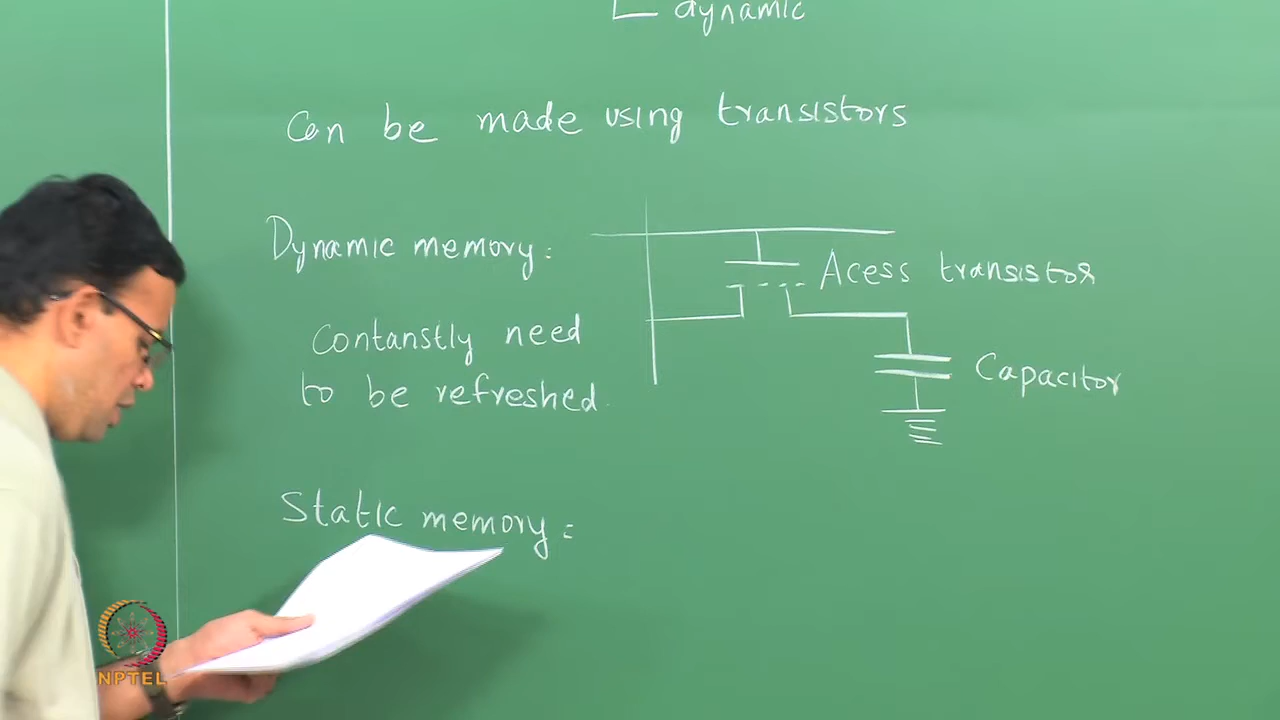 dynamic
Can be made using transistors
Dynamic memory:
Acess transistor
Contanstly need
to be refreshed.
Capacitor
Static memory:
NPTEL